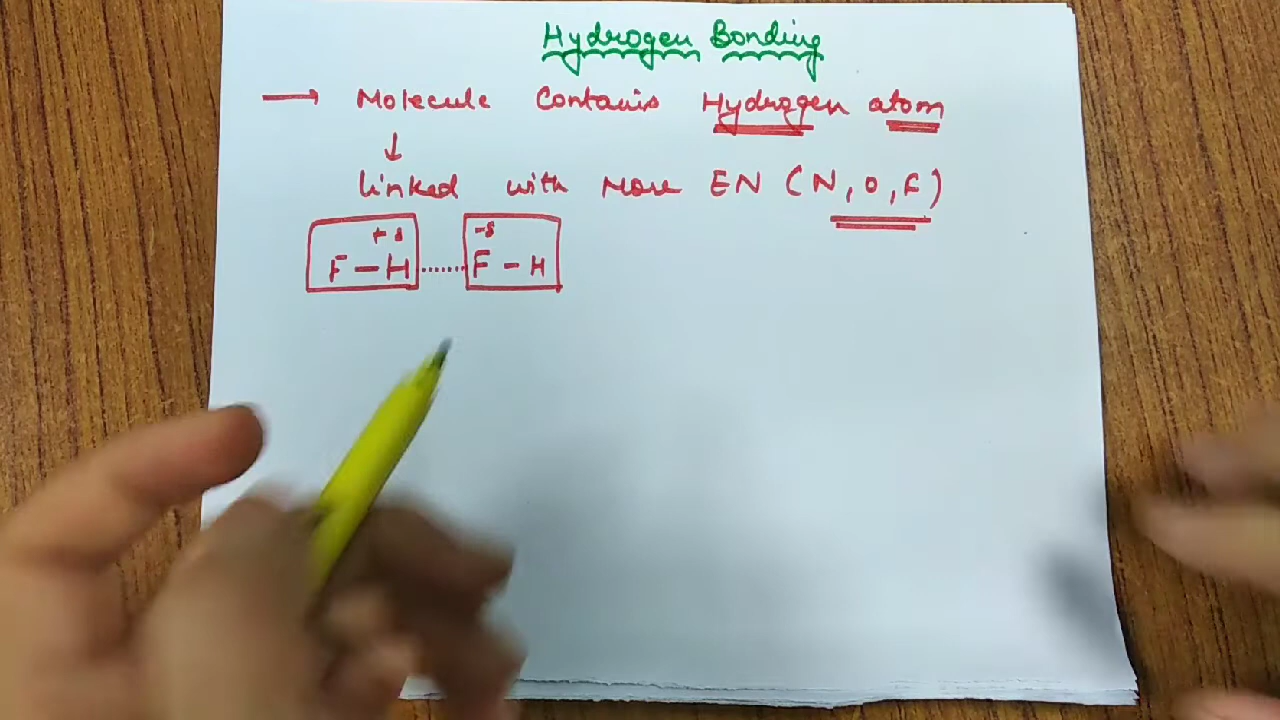 Hydrogen Bonding
→ Molecule Contains Hydrogen atom
↓
linked with More EN (N, O, F)
+δ -δ
F – H ....... F – H